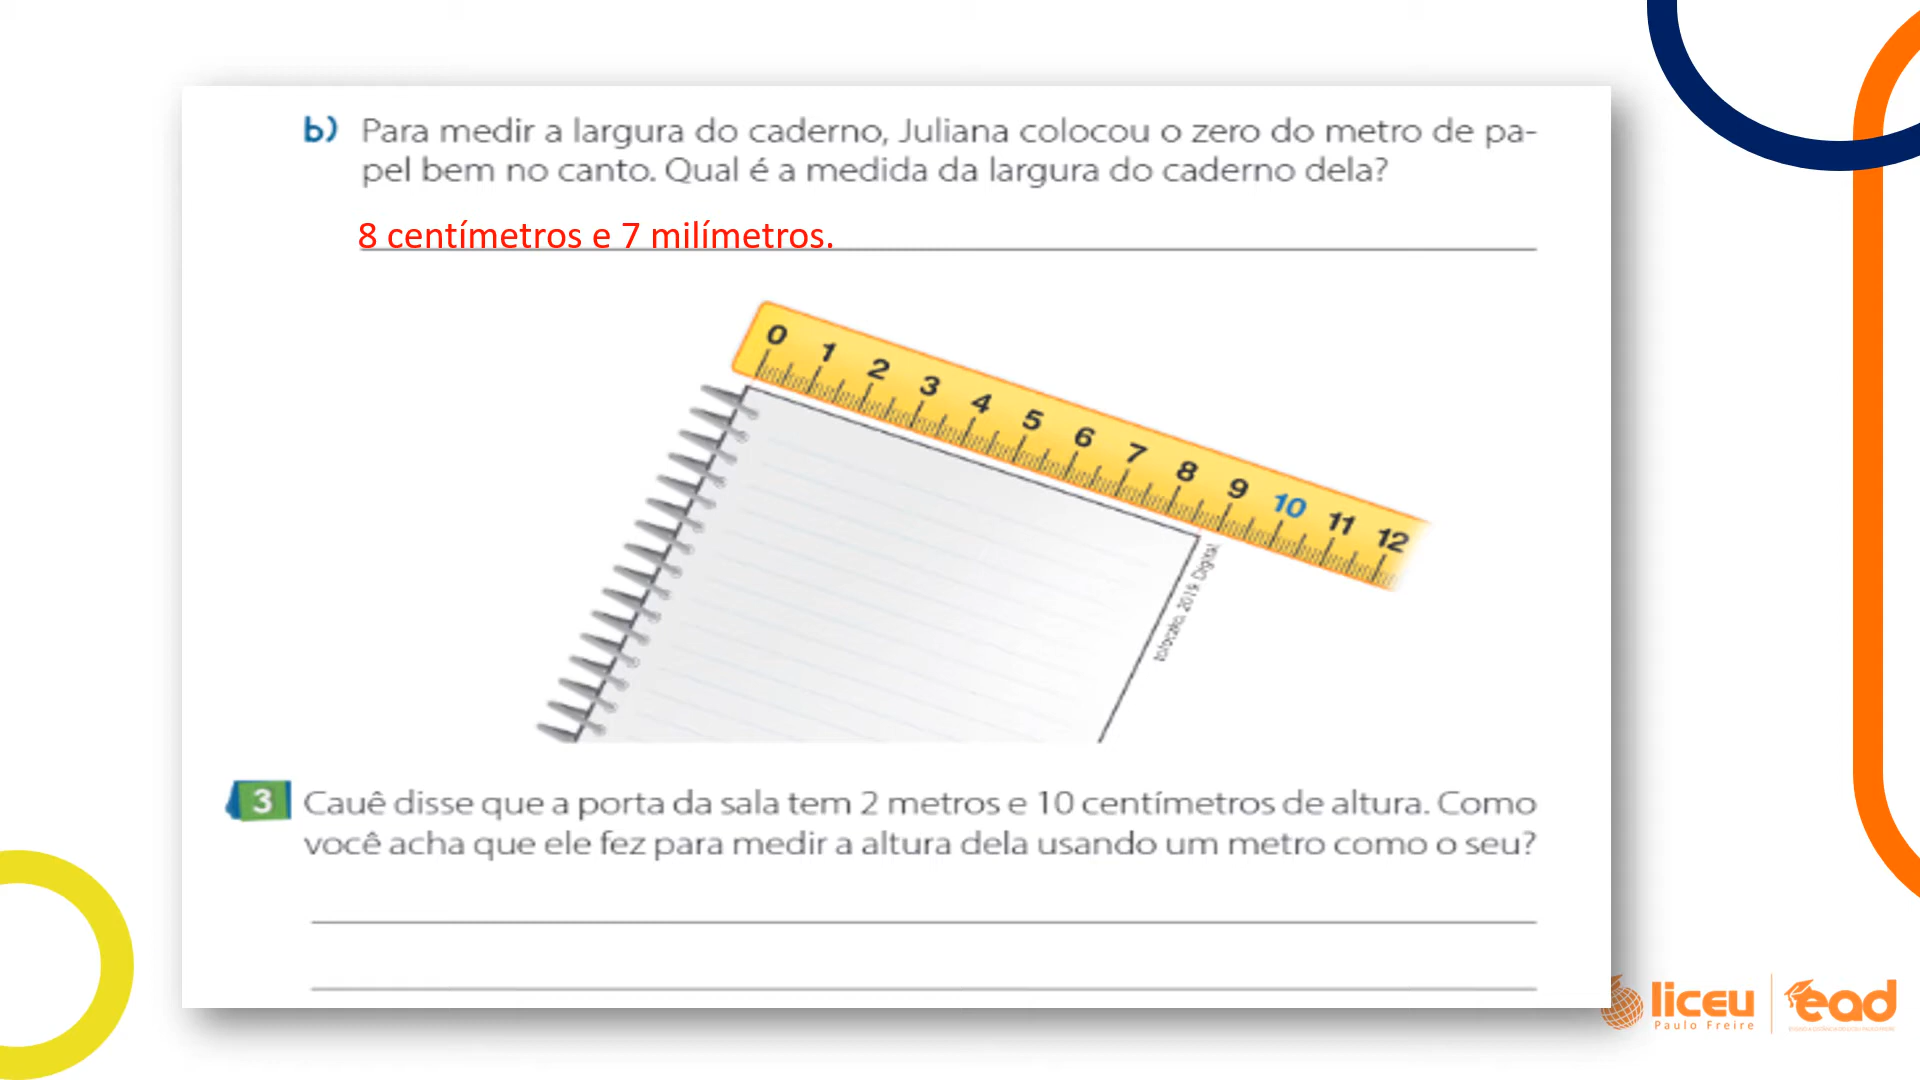 b) Para medir a largura do caderno, Juliana colocou o zero do metro de pa-
pel bem no canto. Qual é a medida da largura do caderno dela?
8 centímetros e 7 milímetros.
0 1 2 3 4 5 6 7 8 9 10 11 12
2019. Digital.
3 Cauê disse que a porta da sala tem 2 metros e 10 centímetros de altura. Como
você acha que ele fez para medir a altura dela usando um metro como o seu?
liceu
Paulo Freire
ead